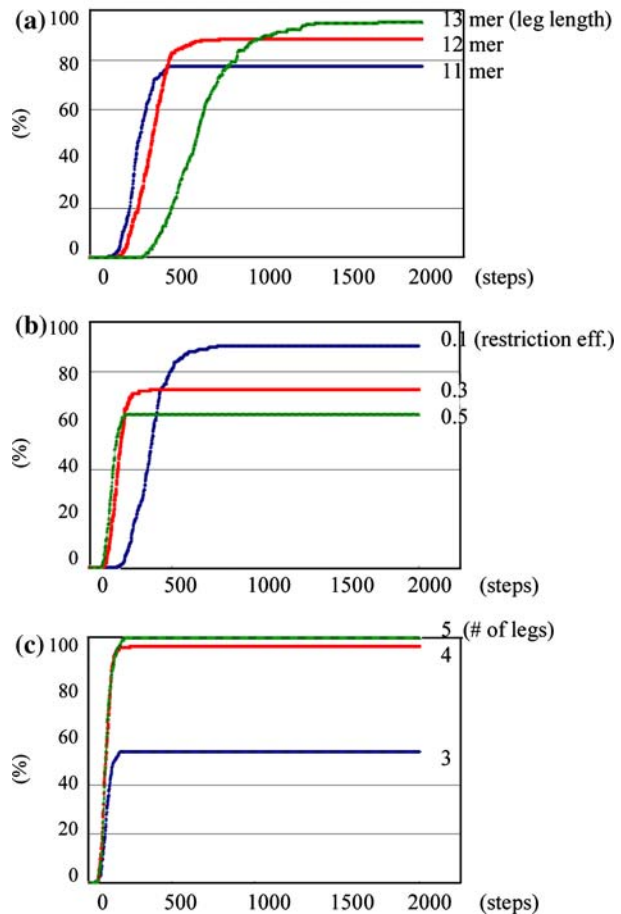 (a)
100
80
60
40
20
0
(%)
13 mer (leg length)
12 mer
11 mer
0 500 1000 1500 2000 (steps)
(b)
100
80
60
40
20
0
(%)
0.1 (restriction eff.)
0.3
0.5
0 500 1000 1500 2000 (steps)
(c)
100
80
60
40
20
0
(%)
5 (# of legs)
4
3
0 500 1000 1500 2000 (steps)